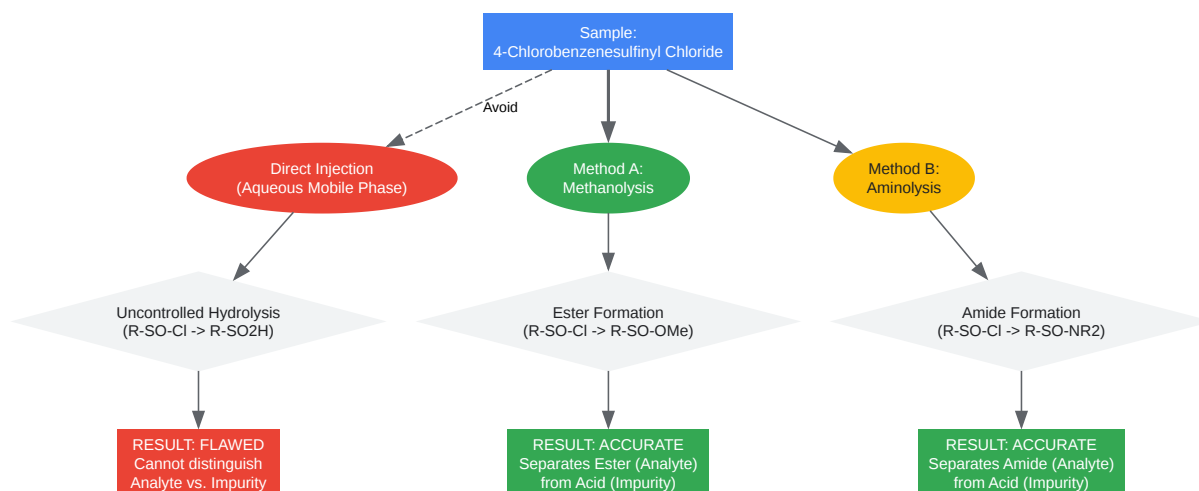 Sample:
4-Chlorobenzenesulfinyl Chloride
Avoid
Direct Injection
(Aqueous Mobile Phase)
Method A:
Methanolysis
Method B:
Aminolysis
Uncontrolled Hydrolysis
(R-SO-Cl -> R-SO2H)
Ester Formation
(R-SO-Cl -> R-SO-OMe)
Amide Formation
(R-SO-Cl -> R-SO-NR2)
RESULT: FLAWED
Cannot distinguish
Analyte vs. Impurity
RESULT: ACCURATE
Separates Ester (Analyte)
from Acid (Impurity)
RESULT: ACCURATE
Separates Amide (Analyte)
from Acid (Impurity)